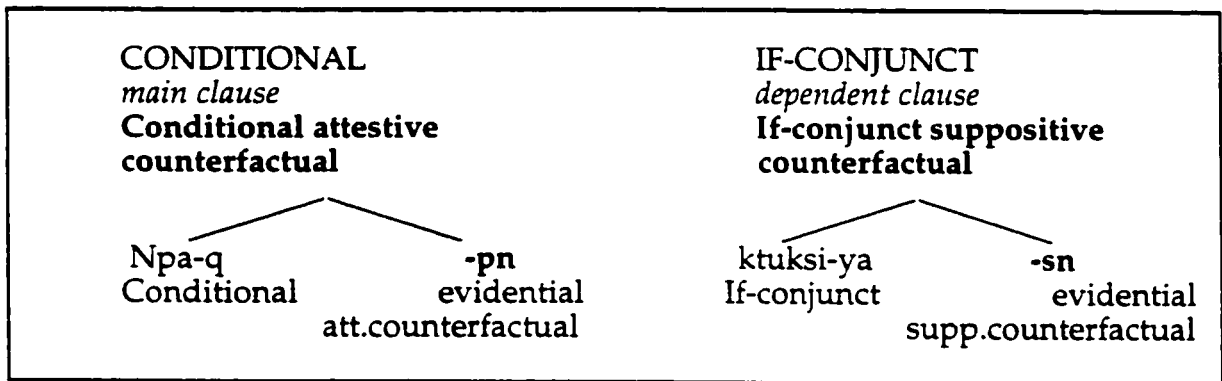 CONDITIONAL
main clause
Conditional attestive
counterfactual
Npa-q
Conditional
-pn
evidential
att.counterfactual
IF-CONJUNCT
dependent clause
If-conjunct suppositive
counterfactual
ktuksi-ya
If-conjunct
-sn
evidential
supp.counterfactual